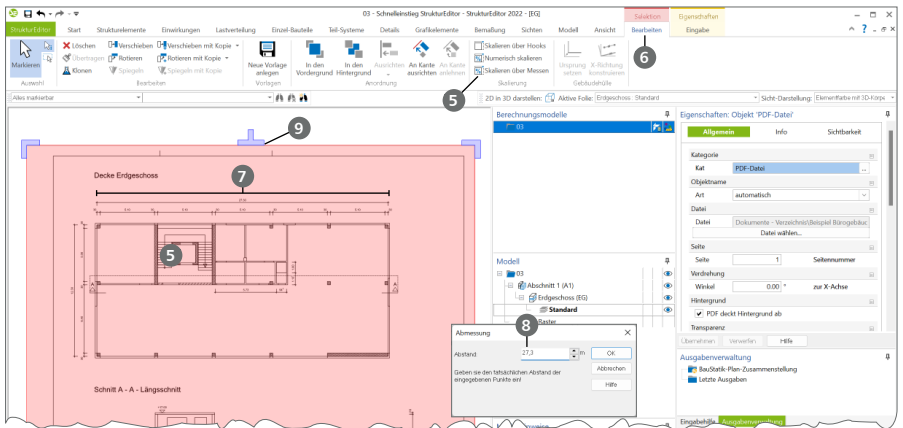 03 - Schnelleinstieg StrukturEditor - StrukturEditor 2022 - [EG]
Selektion Eigenschaften
StrukturEditor Start Strukturelemente Einwirkungen Lastverteilung Einzel-Bauteile Teil-Systeme Details Grafikelemente Bemaßung Sichten Modell Ansicht Bearbeiten Eingabe
Markieren
Löschen Verschieben Verschieben mit Kopie
Übertragen Rotieren Rotieren mit Kopie
Klonen Spiegeln Spiegeln mit Kopie
Neue Vorlage anlegen
In den Vordergrund
In den Hintergrund
Ausrichten
An Kante ausrichten
An Kante anlehnen
Skalieren über Hooks
Numerisch skalieren
Skalieren über Messen
Ursprung setzen
X-Richtung konstruieren
Auswahl Bearbeiten Vorlagen Anordnung Skalierung Gebäudehülle
5
6
Alles markierbar
2D in 3D darstellen: Aktive Folie: Erdgeschoss: Standard Sicht-Darstellung: Elementfarbe mit 3D-Körpe
9
Decke Erdgeschoss
7
5
A
A
Schnitt A - A - Längsschnitt
Berechnungsmodelle
03
Modell
03
Abschnitt 1 (A1)
Erdgeschoss (EG)
Standard
Raster
8
Abmessung
Abstand: 27,3 m OK
Abbrechen
Geben sie den tatsächlichen Abstand der
eingegebenen Punkte ein!
Hilfe
Eigenschaften: Objekt 'PDF-Datei'
Allgemein Info Sichtbarkeit
Kategorie
Kat PDF-Datei ...
Objektname
Art automatisch
Datei
Datei Dokumente - Verzeichnis\Beispiel Bürogebäud
Datei wählen...
Seite
Seite 1 Seitennummer
Verdrehung
Winkel 0.00 ° zur X-Achse
Hintergrund
PDF deckt Hintergrund ab
Transparenz
Übernehmen Verwerfen Hilfe
Ausgabenverwaltung
BauStatik-Plan-Zusammenstellung
Letzte Ausgaben
Eingabehilfe Ausgabenverwaltung